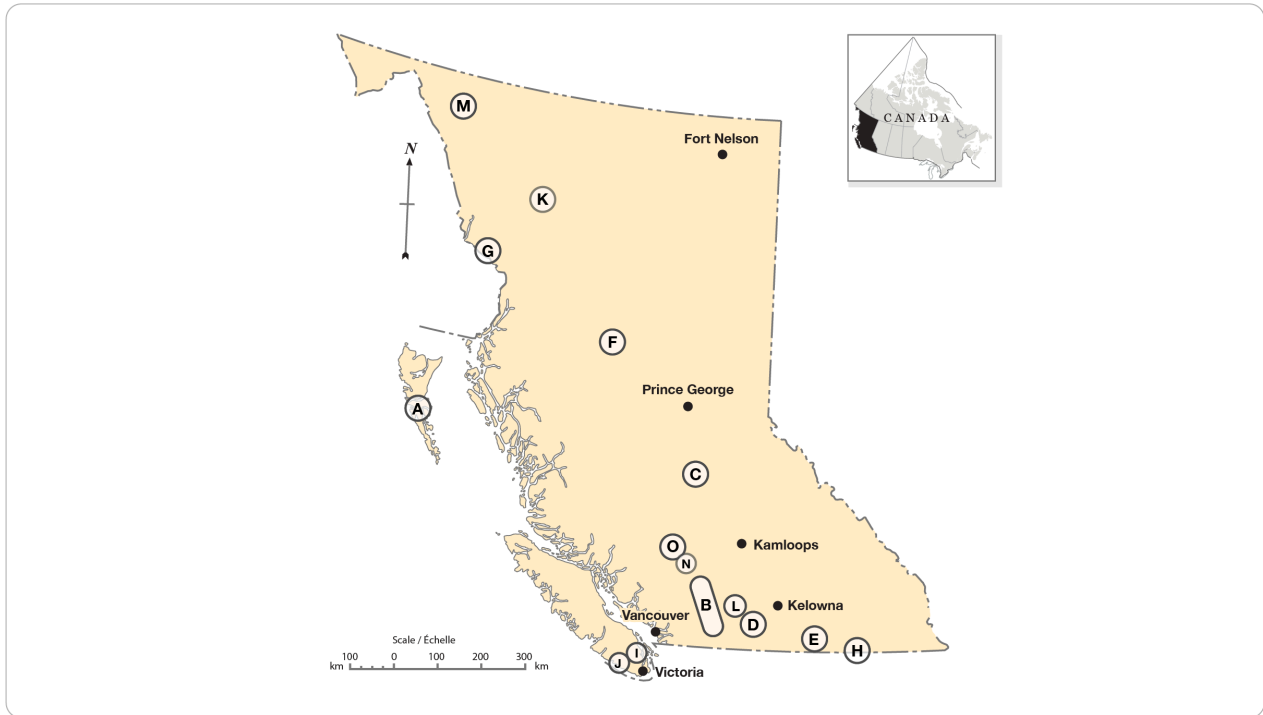 M
Fort Nelson
CANADA
N
K
G
F
Prince George
A
C
O
Kamloops
N
B
L
Kelowna
Vancouver
D
Scale / Échelle
E
I
H
100 0 100 200 300
km km
J
Victoria